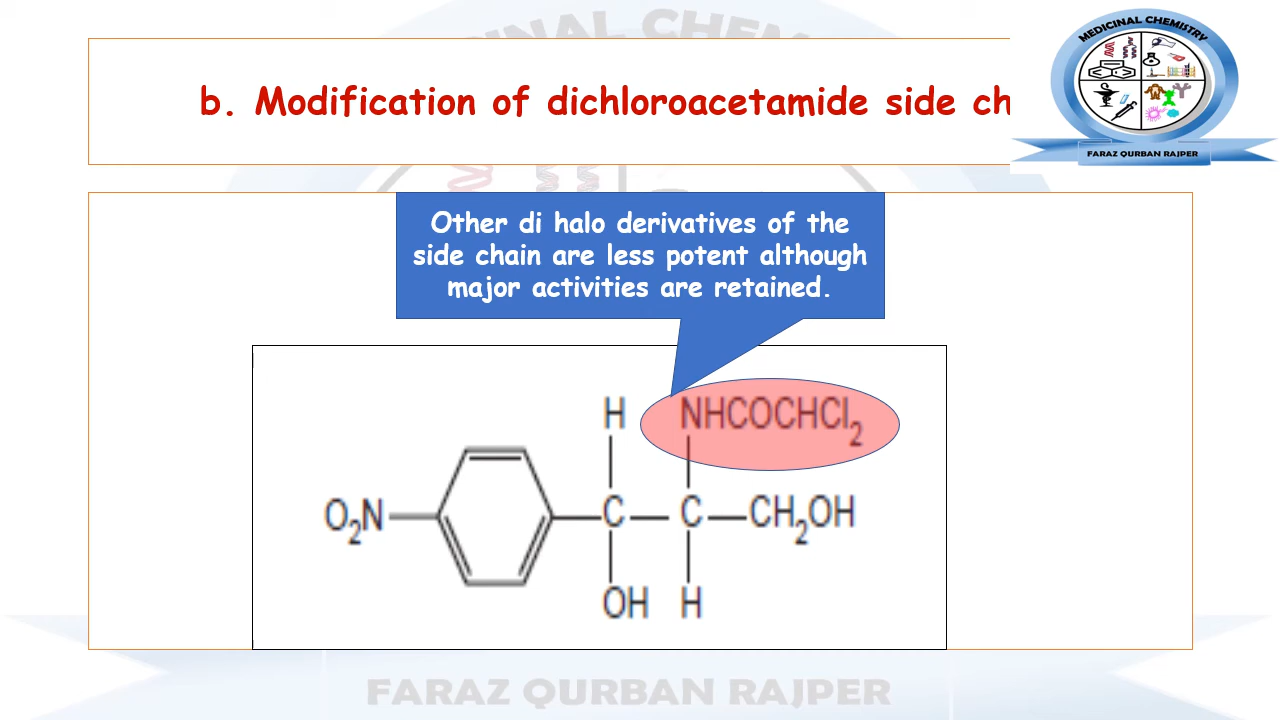 b. Modification of dichloroacetamide side ch
MEDICINAL CHEMISTRY
FARAZ QURBAN RAJPER
Other di halo derivatives of the
side chain are less potent although
major activities are retained.
H NHCOCHCl2
O2N C C CH2OH
OH H
FARAZ QURBAN RAJPER